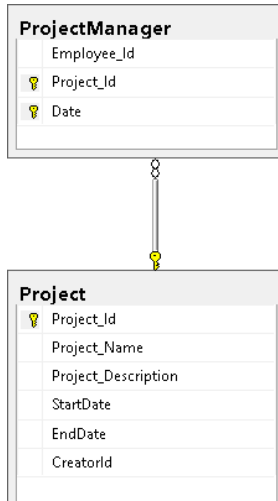 ProjectManager
Employee_Id
Project_Id
Date
Project
Project_Id
Project_Name
Project_Description
StartDate
EndDate
CreatorId